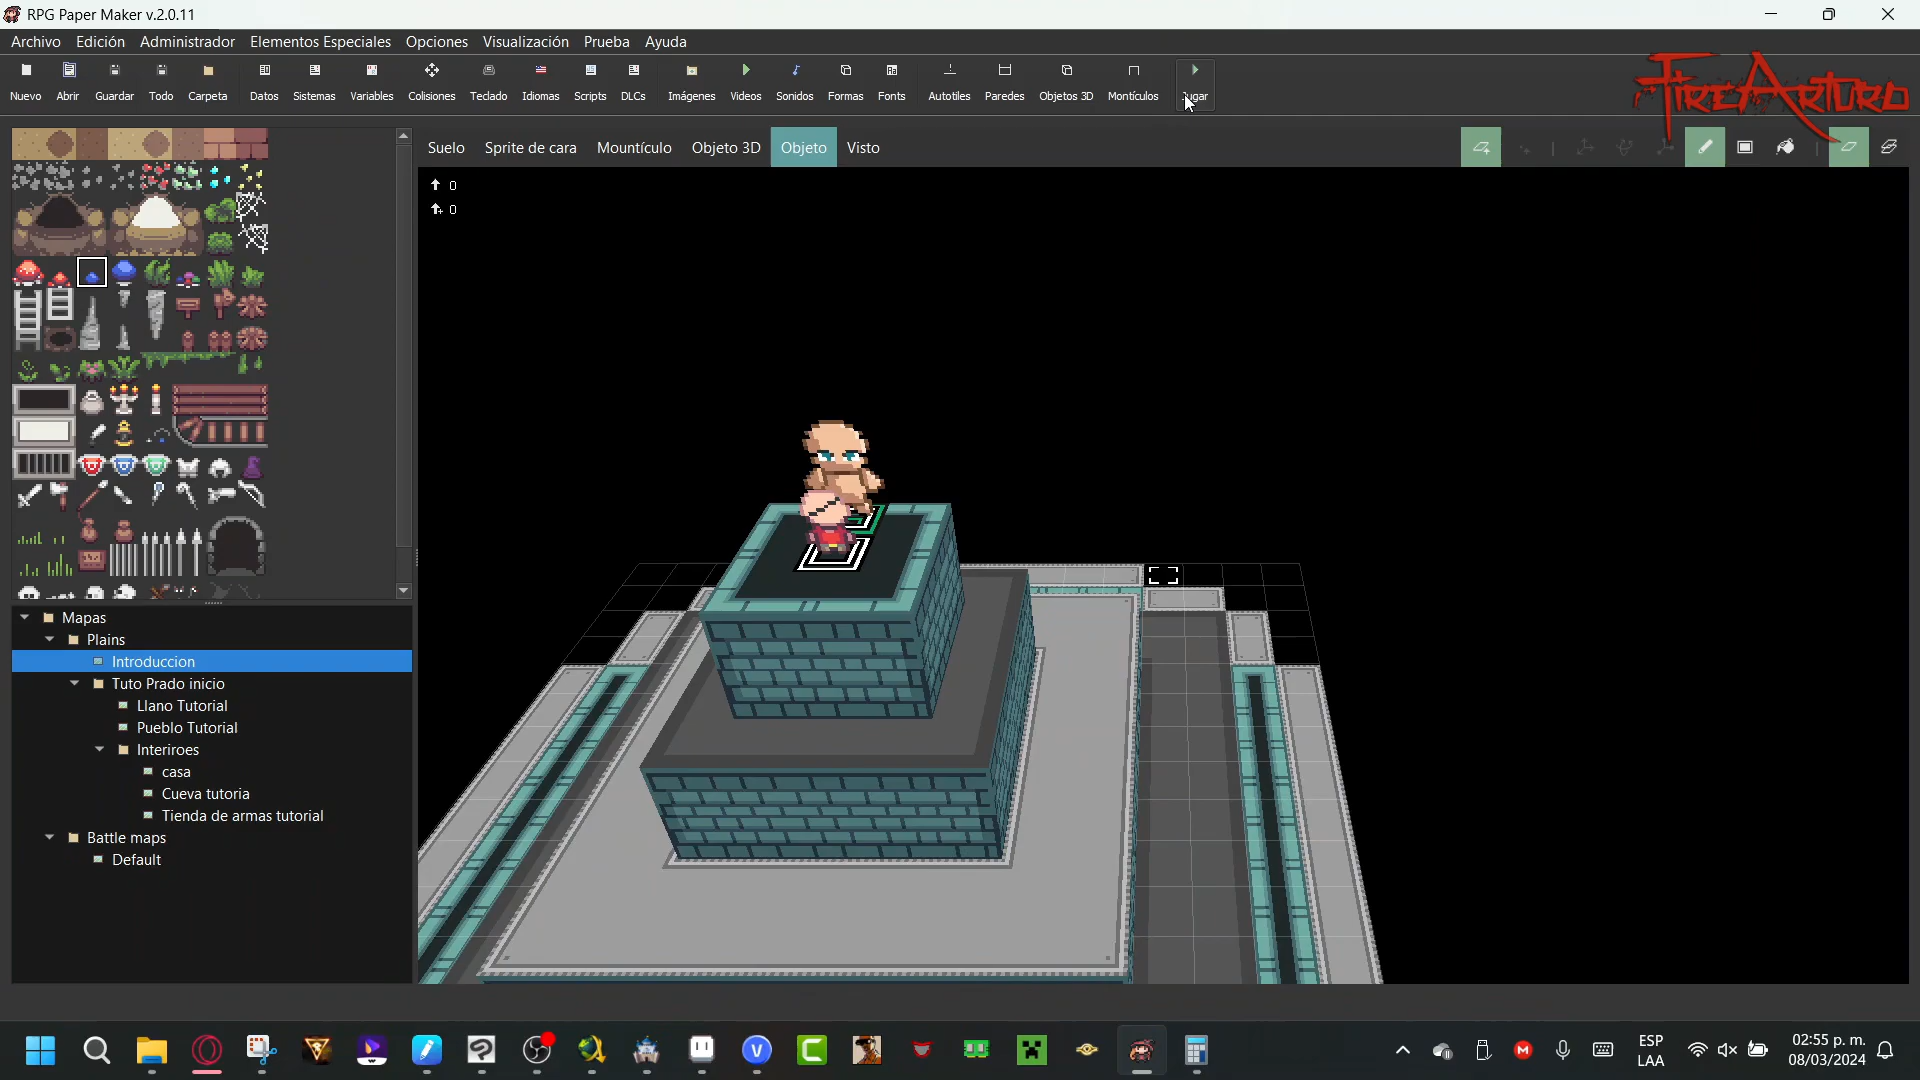 RPG Paper Maker v.2.0.11
Archivo Edición Administrador Elementos Especiales Opciones Visualización Prueba Ayuda
Nuevo Abrir Guardar Todo Carpeta Datos Sistemas Variables Colisiones Teclado Idiomas Scripts DLCs Imágenes Videos Sonidos Formas Fonts Autotiles Paredes Objetos 3D Montículos Jugar
FireArturo
Suelo Sprite de cara Mountículo Objeto 3D Objeto Visto
0
0
Mapas
Plains
Introduccion
Tuto Prado inicio
Llano Tutorial
Pueblo Tutorial
Interiroes
casa
Cueva tutoria
Tienda de armas tutorial
Battle maps
Default
ESP
LAA
02:55 p. m.
08/03/2024